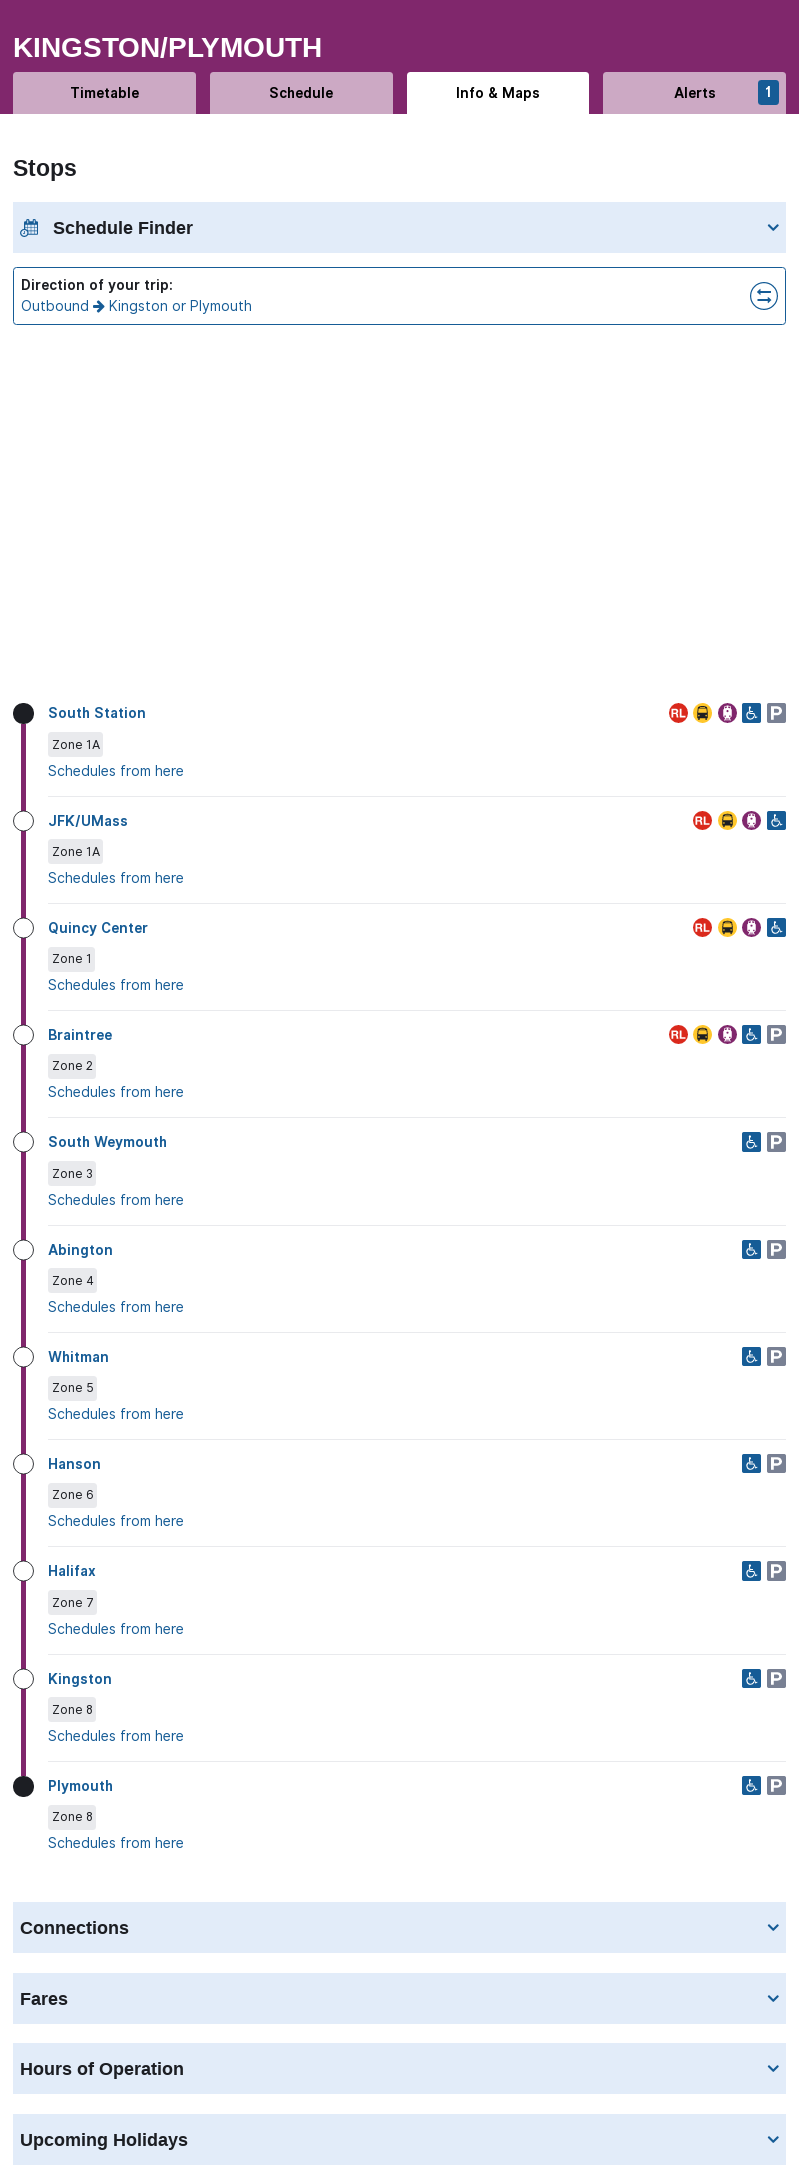 KINGSTON/PLYMOUTH
Timetable
Schedule
Info & Maps
Alerts
1
Stops
Schedule Finder
Direction of your trip:
Outbound Kingston or Plymouth
South Station
RL
P
Zone 1A
Schedules from here
JFK/UMass
RL
Zone 1A
Schedules from here
Quincy Center
RL
Zone 1
Schedules from here
Braintree
RL
P
Zone 2
Schedules from here
South Weymouth
P
Zone 3
Schedules from here
Abington
P
Zone 4
Schedules from here
Whitman
P
Zone 5
Schedules from here
Hanson
P
Zone 6
Schedules from here
Halifax
P
Zone 7
Schedules from here
Kingston
P
Zone 8
Schedules from here
Plymouth
P
Zone 8
Schedules from here
Connections
Fares
Hours of Operation
Upcoming Holidays